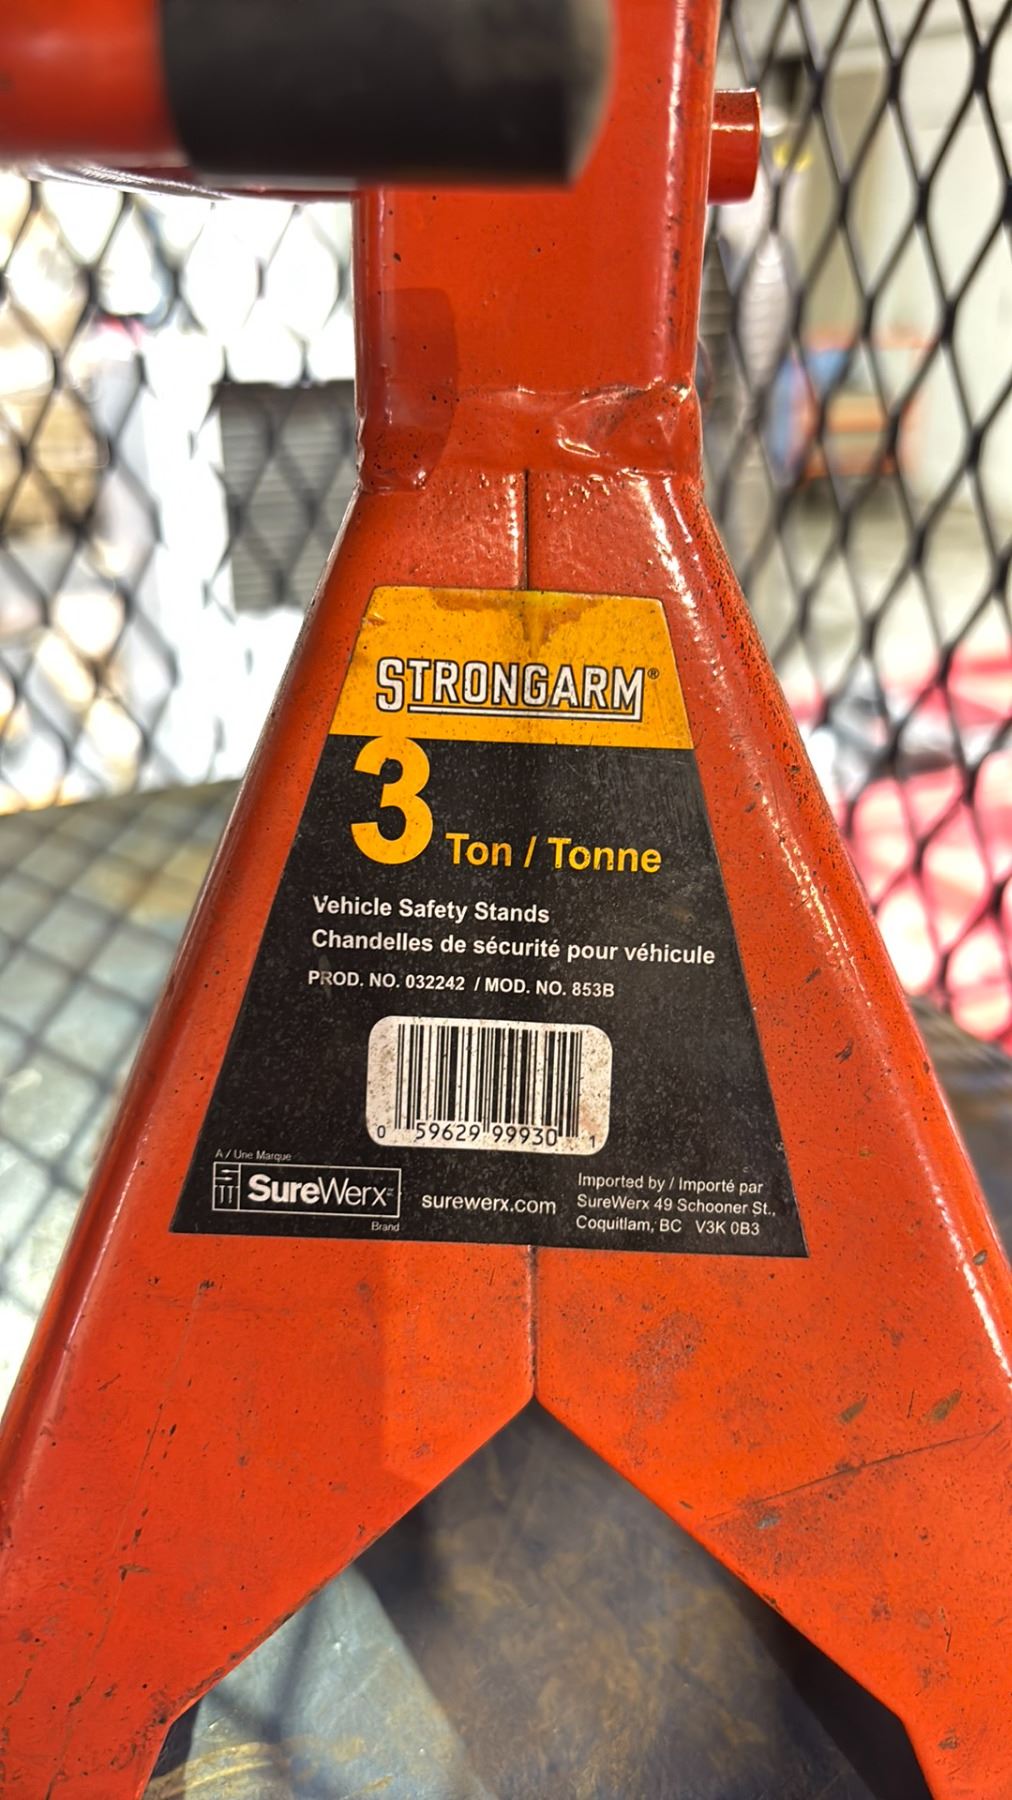 STRONGARM®
3 Ton / Tonne
Vehicle Safety Stands
Chandelles de sécurité pour véhicule
PROD. NO. 032242 / MOD. NO. 853B
0 59629 99930 1
A / Une Marque
SureWerx
Brand
surewerx.com
Imported by / Importé par
SureWerx 49 Schooner St.,
Coquitlam, BC V3K 0B3